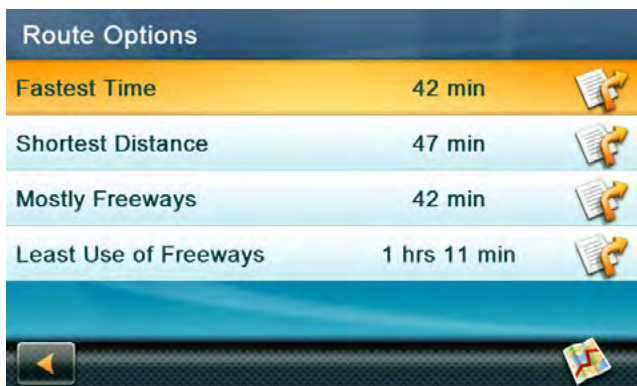 Route Options
Fastest Time 42 min
Shortest Distance 47 min
Mostly Freeways 42 min
Least Use of Freeways 1 hrs 11 min